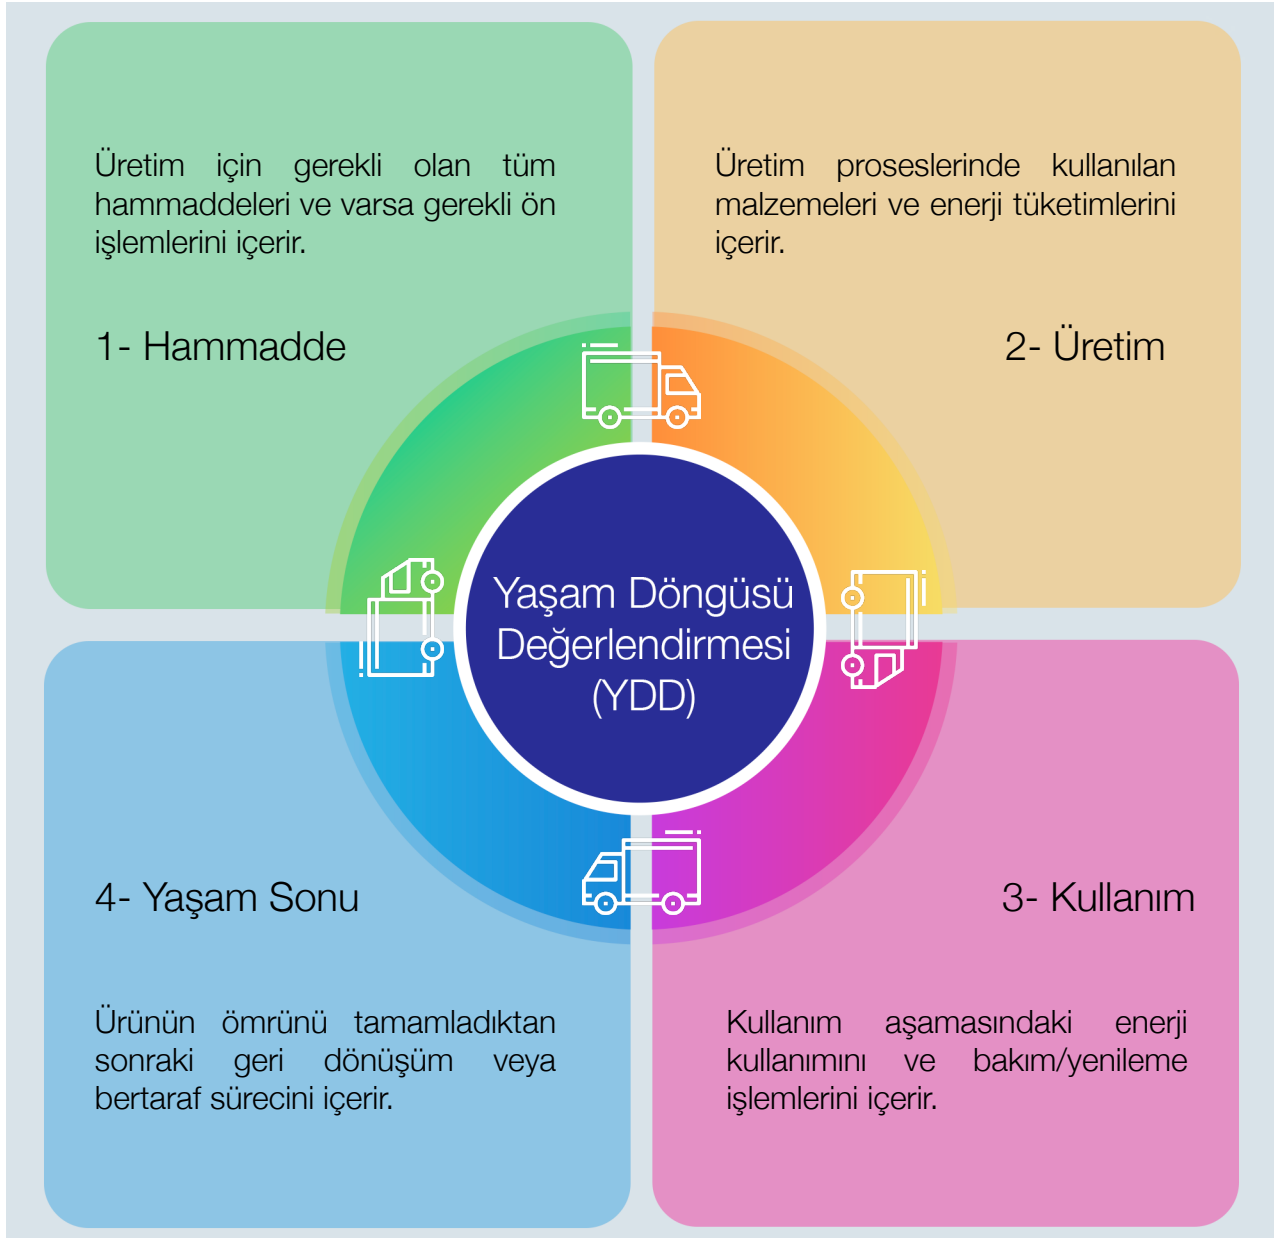 Üretim için gerekli olan tüm
hammaddeleri ve varsa gerekli ön
işlemlerini içerir.
1- Hammadde
Üretim proseslerinde kullanılan
malzemeleri ve enerji tüketimlerini
içerir.
2- Üretim
Yaşam Döngüsü
Değerlendirmesi
(YDD)
3- Kullanım
Kullanım aşamasındaki enerji
kullanımını ve bakım/yenileme
işlemlerini içerir.
4- Yaşam Sonu
Ürünün ömrünü tamamladıktan
sonraki geri dönüşüm veya
bertaraf sürecini içerir.